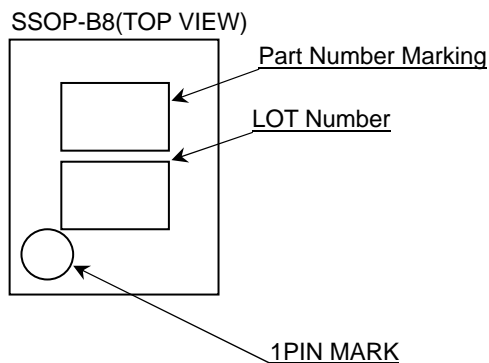 SSOP-B8(TOP VIEW)
Part Number Marking
LOT Number
1PIN MARK